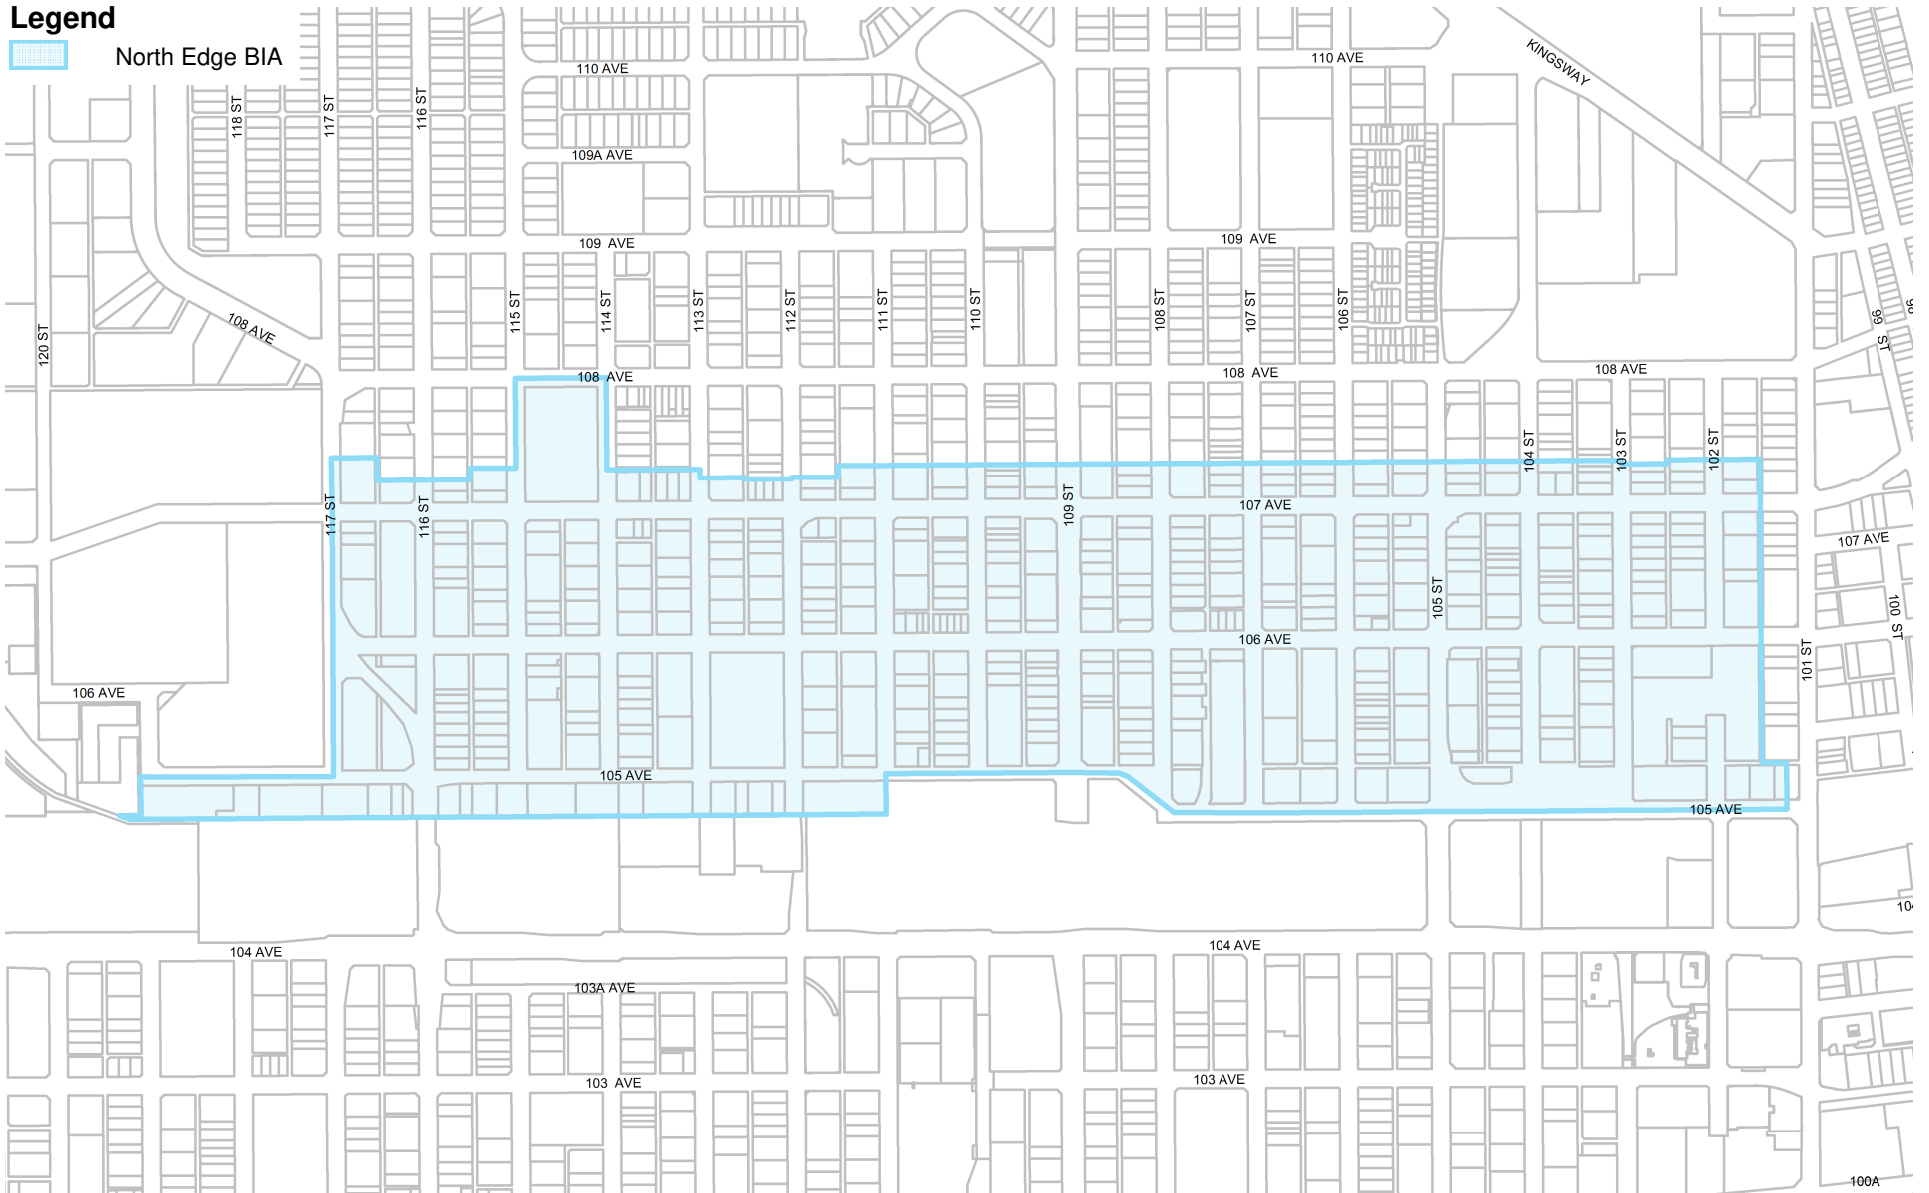 Legend
North Edge BIA
110 AVE
110 AVE
KINGSWAY
118 ST
117 ST
116 ST
109A AVE
109 AVE
109 AVE
120 ST
108 AVE
115 ST
114 ST
113 ST
112 ST
111 ST
110 ST
108 ST
107 ST
106 ST
99 ST
108 AVE
108 AVE
108 AVE
104 ST
103 ST
102 ST
117 ST
116 ST
109 ST
107 AVE
107 AVE
105 ST
100 ST
106 AVE
101 ST
106 AVE
105 AVE
105 AVE
104 AVE
104 AVE
103A AVE
103 AVE
103 AVE
100A